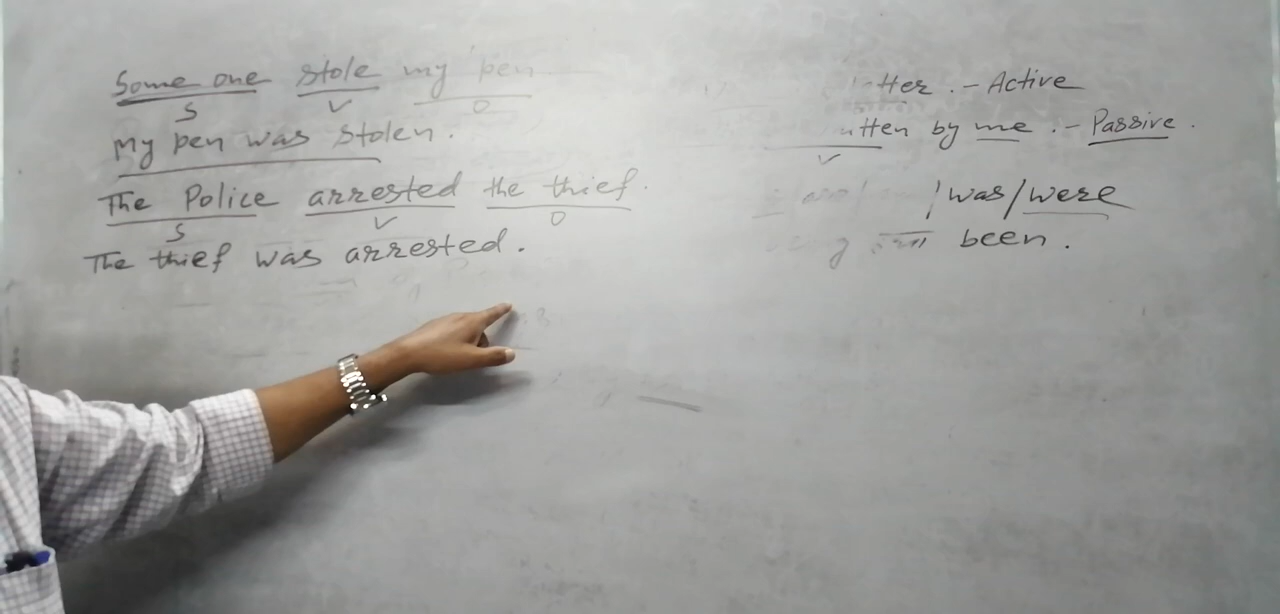 Some one stole my pen
S V O
My pen was stolen.
The Police arrested the thief.
S V O
The thief was arrested.
tter. - Active
itten by me. - Passive.
V
/ was / were
been.